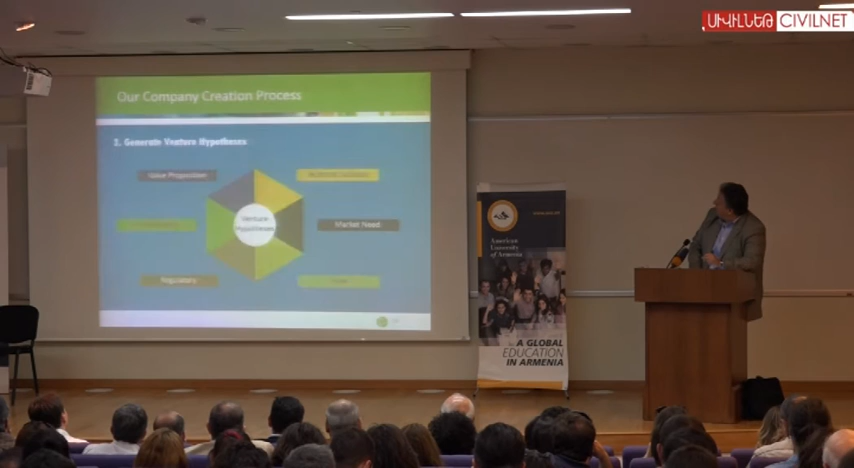 ՍԻՎԻԼՆԵԹ CIVILNET
Our Company Creation Process
2. Generate Venture Hypotheses
Value Proposition
Venture
Hypotheses
Market Need
Regulatory
American
University
of Armenia
A GLOBAL
EDUCATION
IN ARMENIA